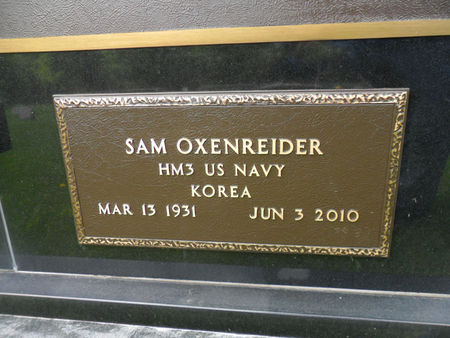 SAM OXENREIDER
HM3 US NAVY
KOREA
MAR 13 1931 JUN 3 2010